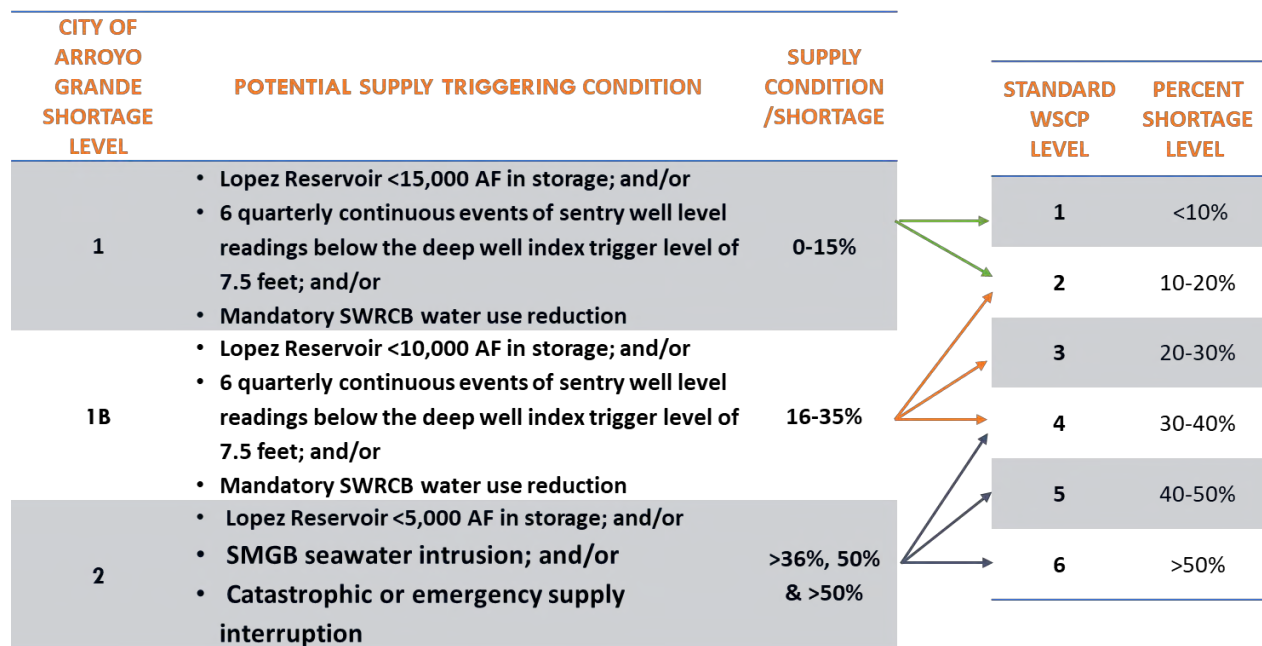 CITY OF
ARROYO
GRANDE
SHORTAGE
LEVEL
POTENTIAL SUPPLY TRIGGERING CONDITION
SUPPLY
CONDITION
/SHORTAGE
1
• Lopez Reservoir <15,000 AF in storage; and/or
• 6 quarterly continuous events of sentry well level
readings below the deep well index trigger level of
7.5 feet; and/or
• Mandatory SWRCB water use reduction
0-15%
1B
• Lopez Reservoir <10,000 AF in storage; and/or
• 6 quarterly continuous events of sentry well level
readings below the deep well index trigger level of
7.5 feet; and/or
• Mandatory SWRCB water use reduction
16-35%
2
• Lopez Reservoir <5,000 AF in storage; and/or
• SMGB seawater intrusion; and/or
• Catastrophic or emergency supply
interruption
>36%, 50%
& >50%
STANDARD
WSCP
LEVEL
PERCENT
SHORTAGE
LEVEL
1 <10%
2 10-20%
3 20-30%
4 30-40%
5 40-50%
6 >50%